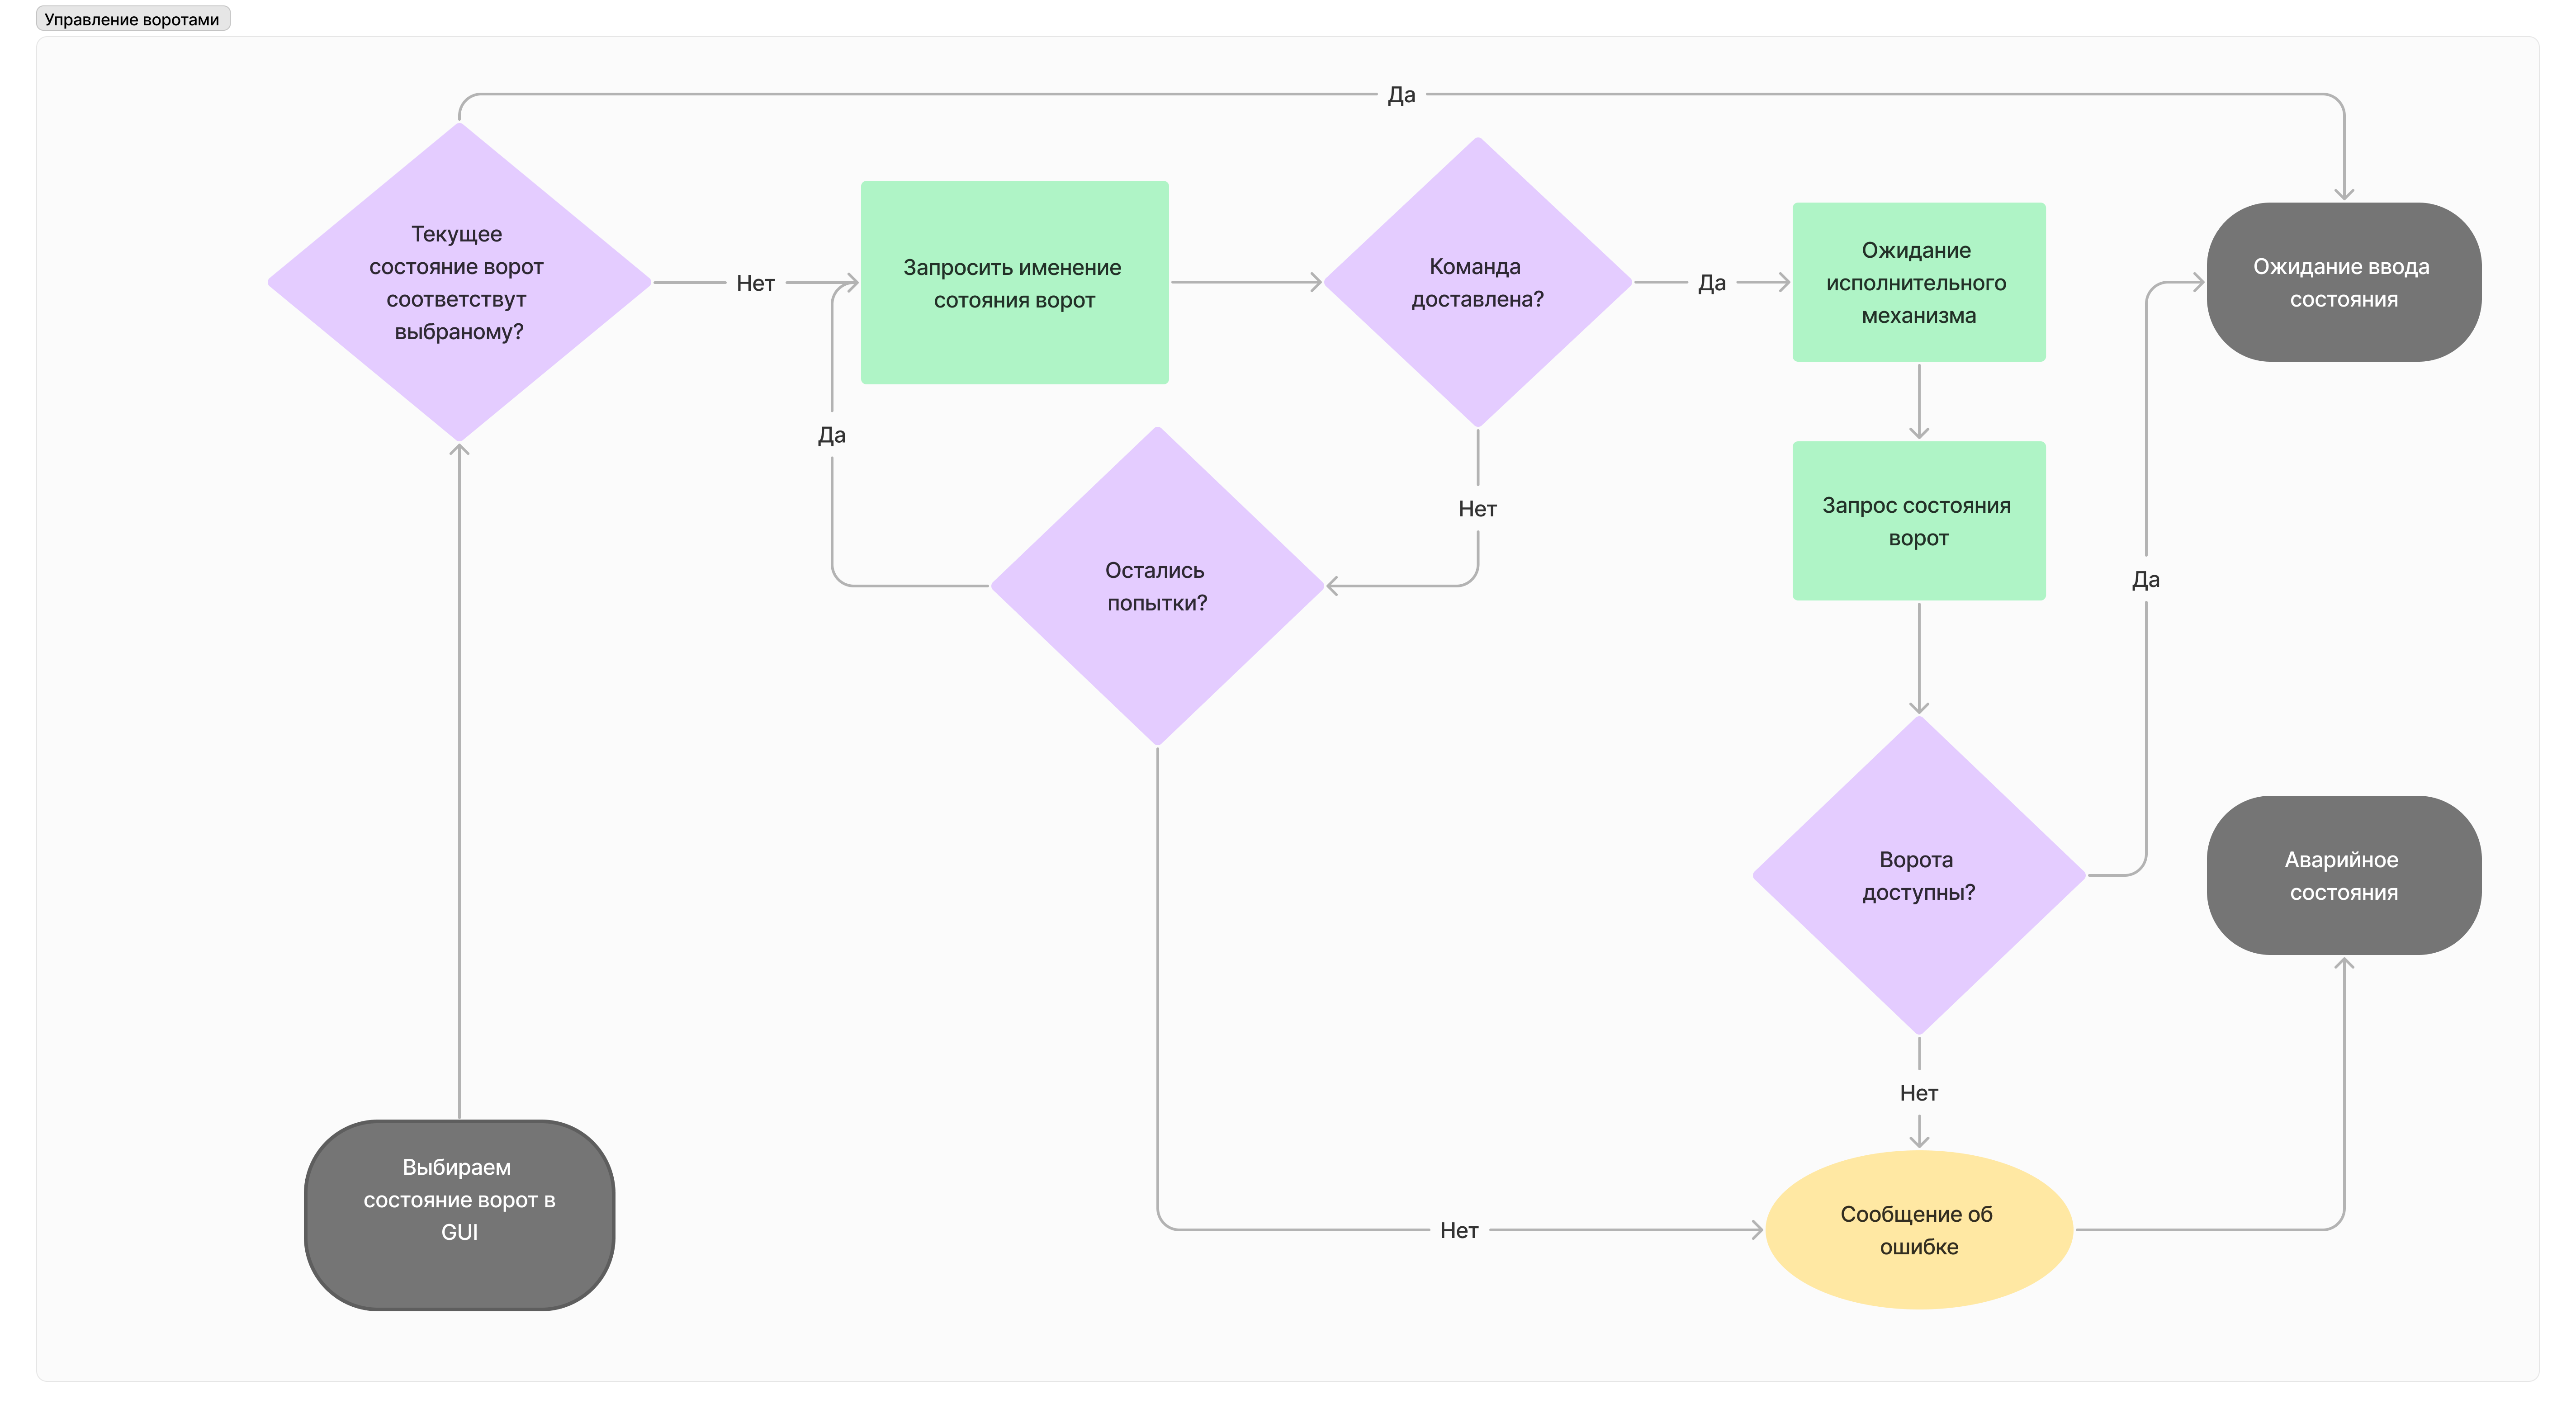 Управление воротами
Да
Текущее
состояние ворот
соответствут
выбраному?
Нет
Запросить именение
сотояния ворот
Команда
доставлена?
Да
Ожидание
исполнительного
механизма
Ожидание ввода
состояния
Да
Нет
Остались
попытки?
Запрос состояния
ворот
Да
Ворота
доступны?
Аварийное
состояния
Нет
Выбираем
состояние ворот в
GUI
Нет
Сообщение об
ошибке